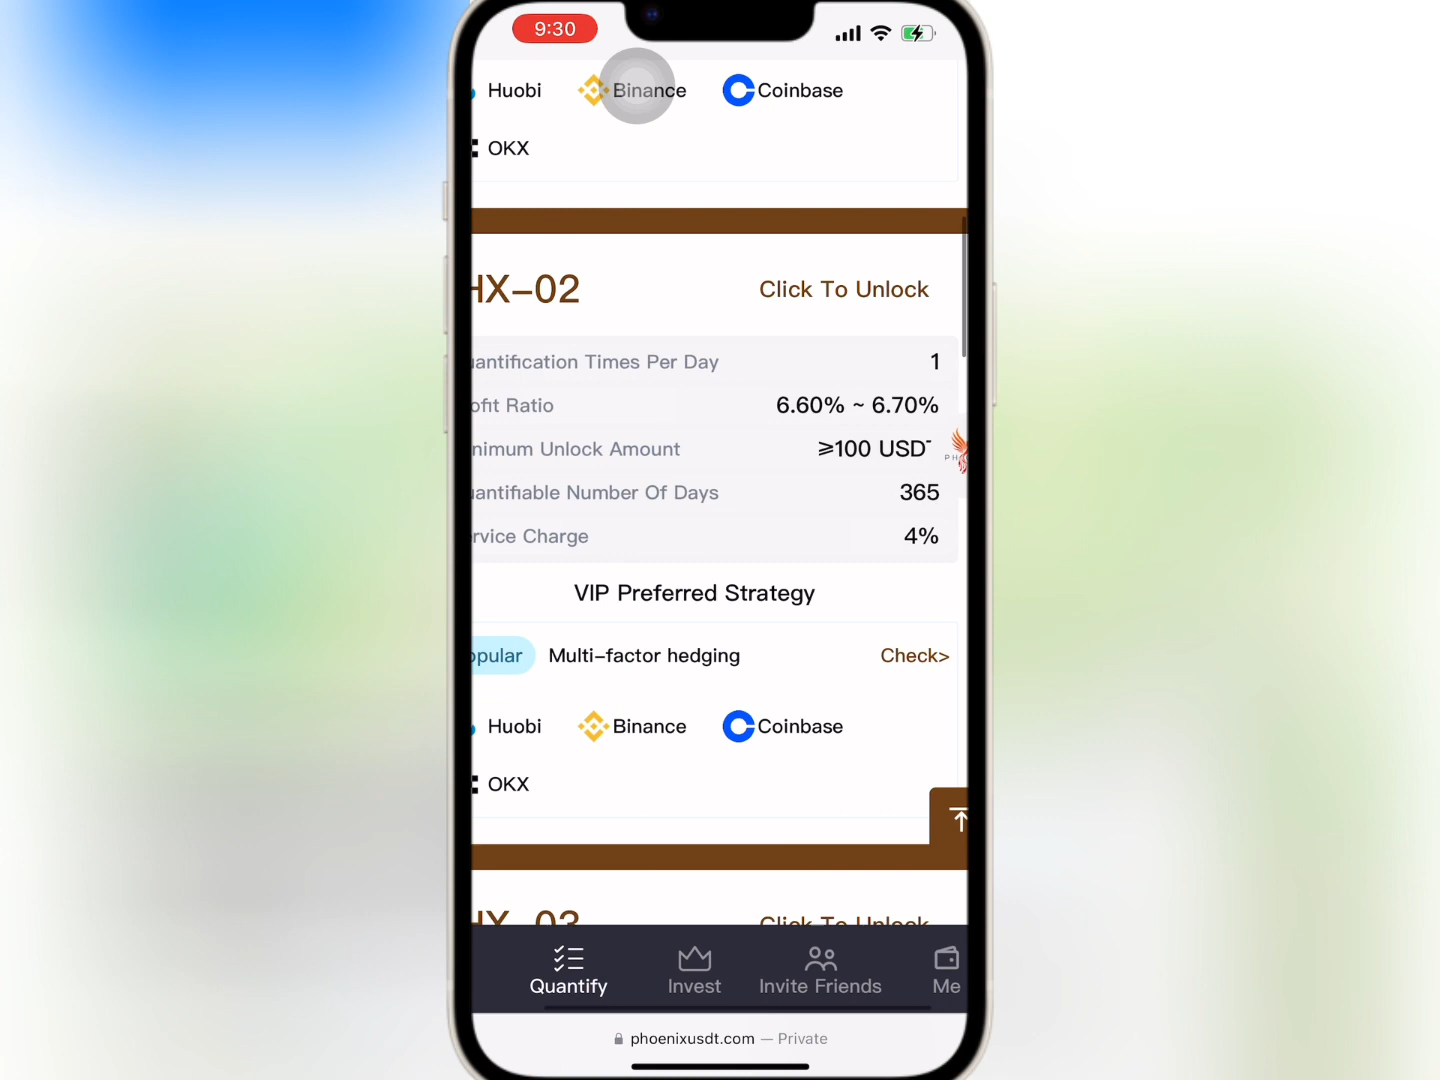 9:30
Huobi Binance Coinbase
OKX
HX-02 Click To Unlock
uantification Times Per Day 1
ofit Ratio 6.60% ~ 6.70%
nimum Unlock Amount ≥100 USD
uantifiable Number Of Days 365
rvice Charge 4%
VIP Preferred Strategy
opular Multi-factor hedging Check>
Huobi Binance Coinbase
OKX
HX-03 Click To Unlock
Quantify Invest Invite Friends Me
phoenixusdt.com — Private